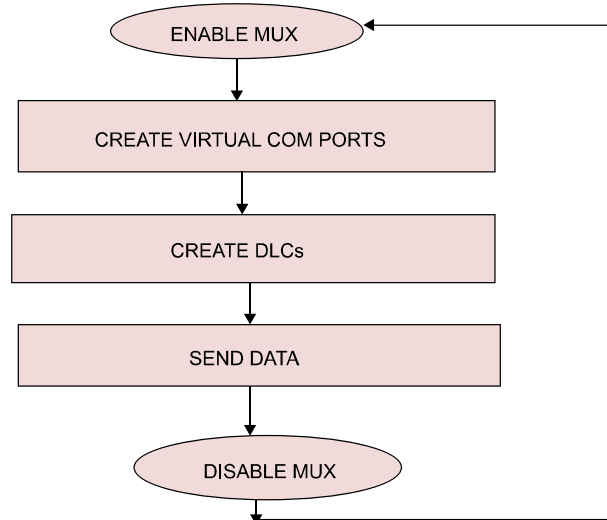 ENABLE MUX
CREATE VIRTUAL COM PORTS
CREATE DLCs
SEND DATA
DISABLE MUX